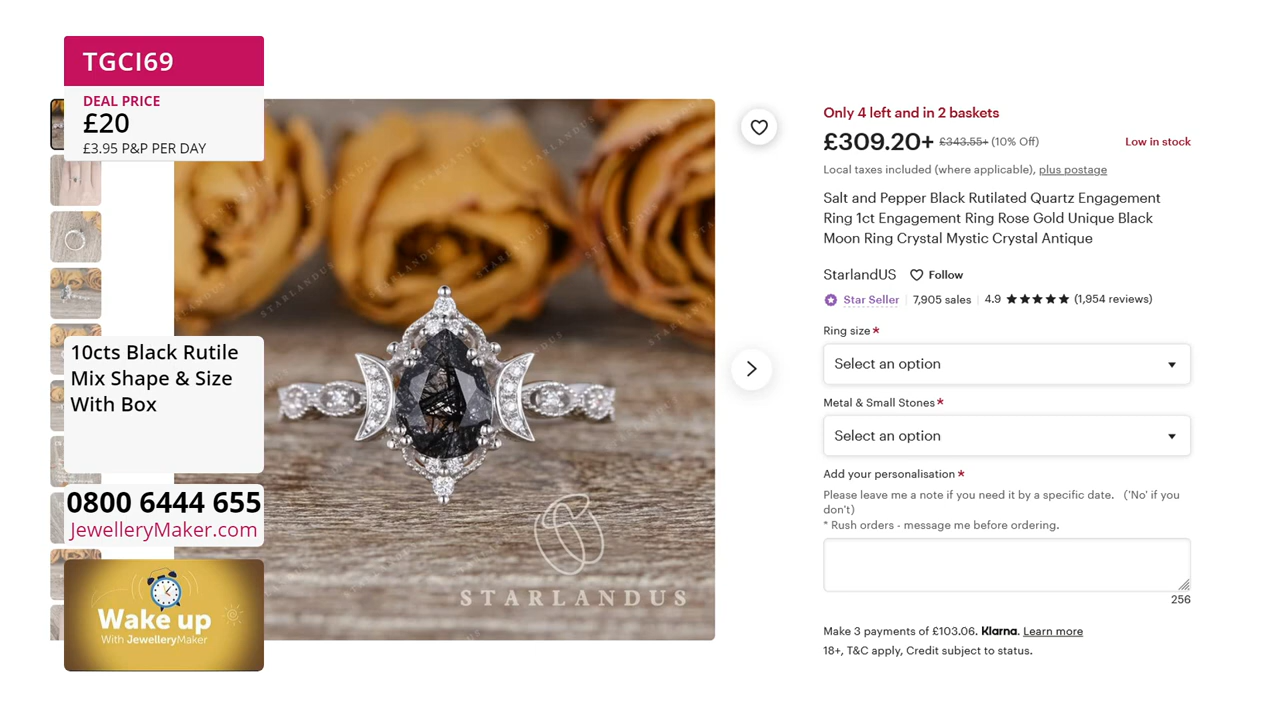 TGCI69
DEAL PRICE
£20
£3.95 P&P PER DAY
10cts Black Rutile
Mix Shape & Size
With Box
0800 6444 655
JewelleryMaker.com
Wake up
With JewelleryMaker
STARLANDUS
Only 4 left and in 2 baskets
£309.20+ £343.55+ (10% Off)
Low in stock
Local taxes included (where applicable), plus postage
Salt and Pepper Black Rutilated Quartz Engagement
Ring 1ct Engagement Ring Rose Gold Unique Black
Moon Ring Crystal Mystic Crystal Antique
StarlandUS Follow
Star Seller 7,905 sales 4.9 ★★★★★ (1,954 reviews)
Ring size *
Select an option
Metal & Small Stones *
Select an option
Add your personalisation *
Please leave me a note if you need it by a specific date. ('No' if you
don't)
* Rush orders - message me before ordering.
256
Make 3 payments of £103.06. Klarna. Learn more
18+, T&C apply, Credit subject to status.